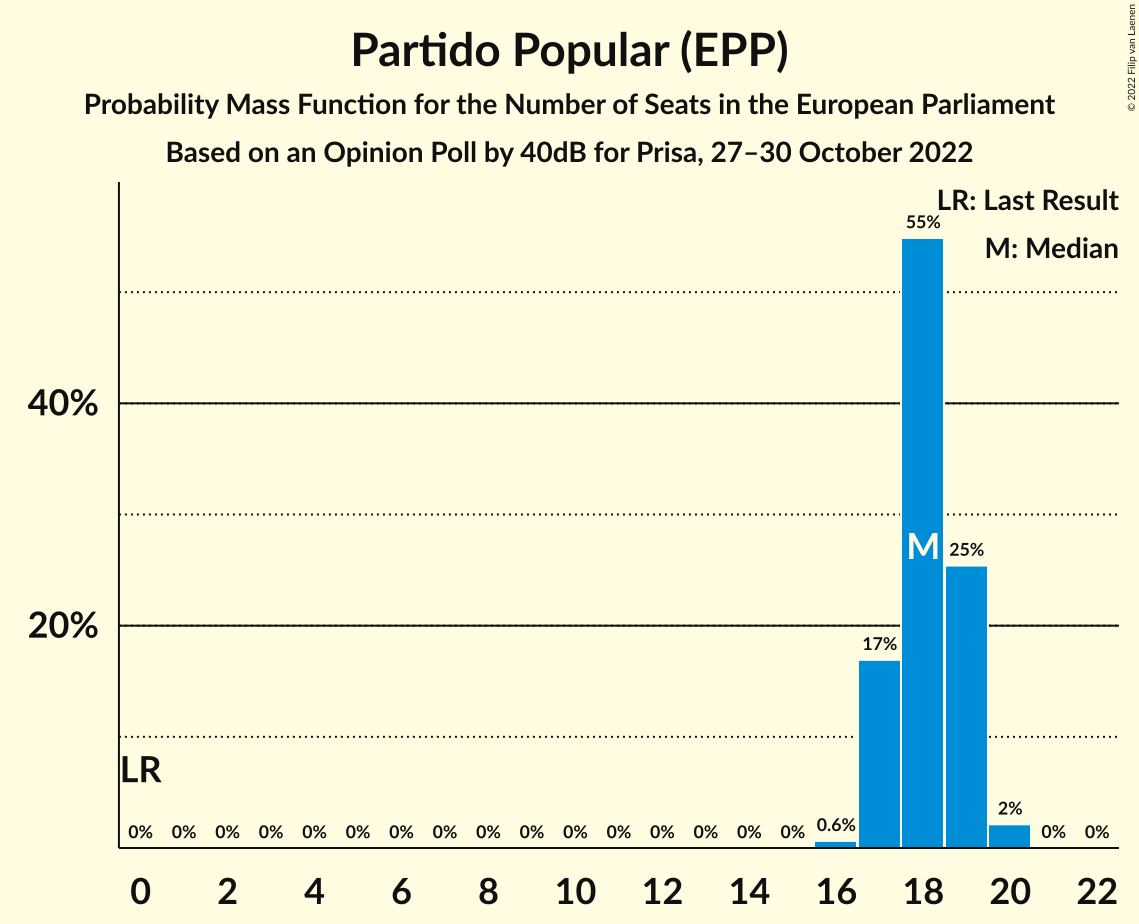 Partido Popular (EPP)
Probability Mass Function for the Number of Seats in the European Parliament
Based on an Opinion Poll by 40dB for Prisa, 27–30 October 2022
© 2022 Filip van Laenen
LR: Last Result
M: Median
55%
40%
M
25%
20%
17%
LR
0% 0% 0% 0% 0% 0% 0% 0% 0% 0% 0% 0% 0% 0% 0% 0% 0.6% 2% 0% 0%
0 2 4 6 8 10 12 14 16 18 20 22